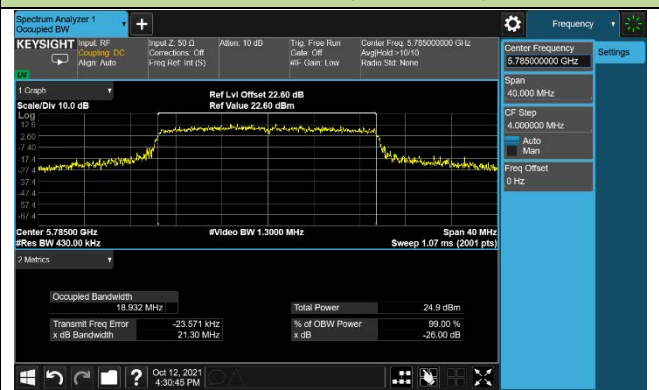 Spectrum Analyzer 1
Occupied BW
+
Frequency
KEYSIGHT
Input: RF
Coupling: DC
Align: Auto
Input Z: 50 Ω
Corrections: Off
Freq Ref: Int (S)
Atten: 10 dB
Trig: Free Run
Gate: Off
#IF Gain: Low
Center Freq: 5.785000000 GHz
Avg|Hold:>10/10
Radio Std: None
Center Frequency
5.785000000 GHz
Settings
Span
40.000 MHz
CF Step
4.000000 MHz
Auto
Man
Freq Offset
0 Hz
1 Graph
Scale/Div 10.0 dB
Ref Lvl Offset 22.60 dB
Ref Value 22.60 dBm
Log
12.6
2.60
-7.40
-17.4
-27.4
-37.4
-47.4
-57.4
-67.4
Center 5.78500 GHz
#Video BW 1.3000 MHz
Span 40 MHz
#Res BW 430.00 kHz
Sweep 1.07 ms (2001 pts)
2 Metrics
Occupied Bandwidth
18.932 MHz
Total Power
24.9 dBm
Transmit Freq Error
-23.571 kHz
% of OBW Power
99.00 %
x dB Bandwidth
21.30 MHz
x dB
-26.00 dB
?
Oct 12, 2021
4:30:45 PM